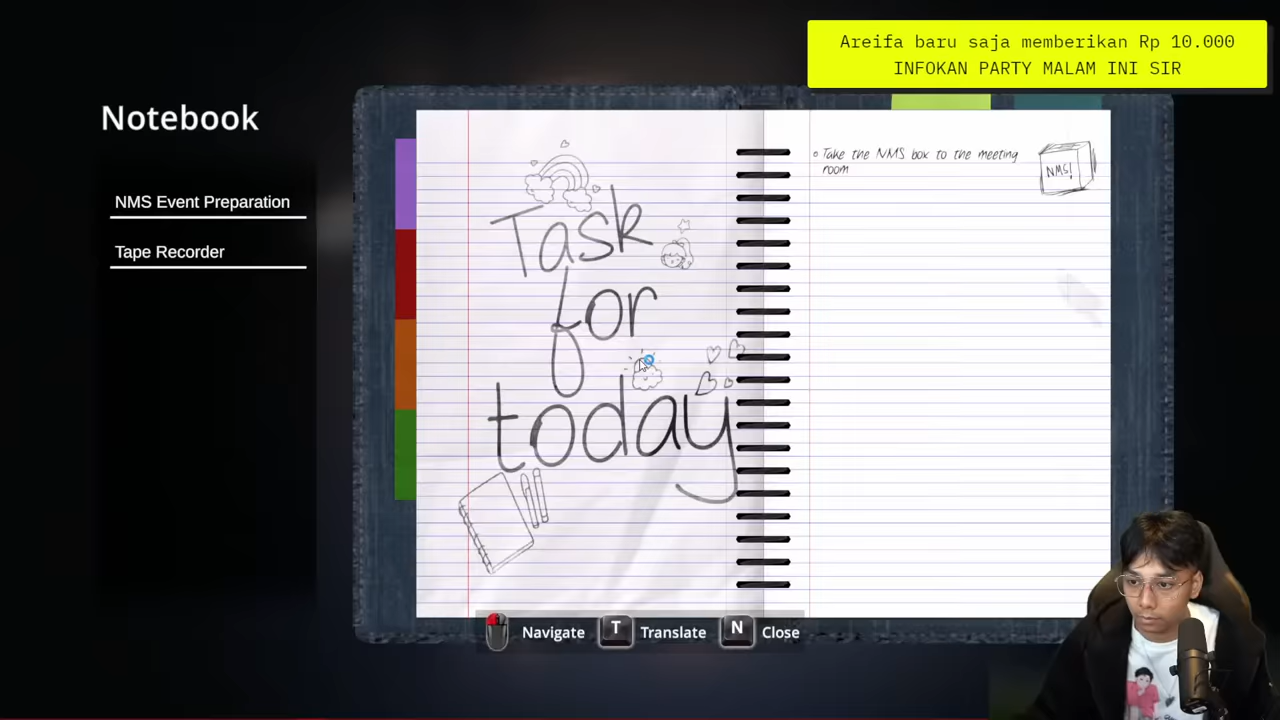 Areifa baru saja memberikan Rp 10.000
INFOKAN PARTY MALAM INI SIR
Notebook
NMS Event Preparation
Tape Recorder
Task
for
today
Take the NMS box to the meeting
room
NMS!
Navigate
T
Translate
N
Close